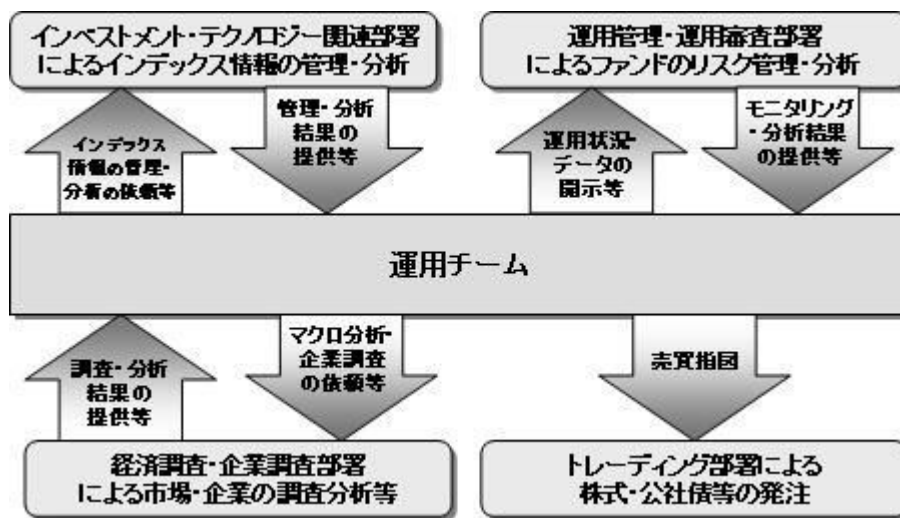 インベストメント・テクノロジー関連部署
によるインデックス情報の管理・分析
運用管理・運用審査部署
によるファンドのリスク管理・分析
インデックス
情報の管理・
分析の依頼等
管理・分析
結果の
提供等
運用状況・
データの
開示等
モニタリング
・分析結果
の提供等
運用チーム
調査・分析
結果の
提供等
マクロ分析・
企業調査
の依頼等
売買指図
経済調査・企業調査部署
による市場・企業の調査分析等
トレーディング部署による
株式・公社債等の発注